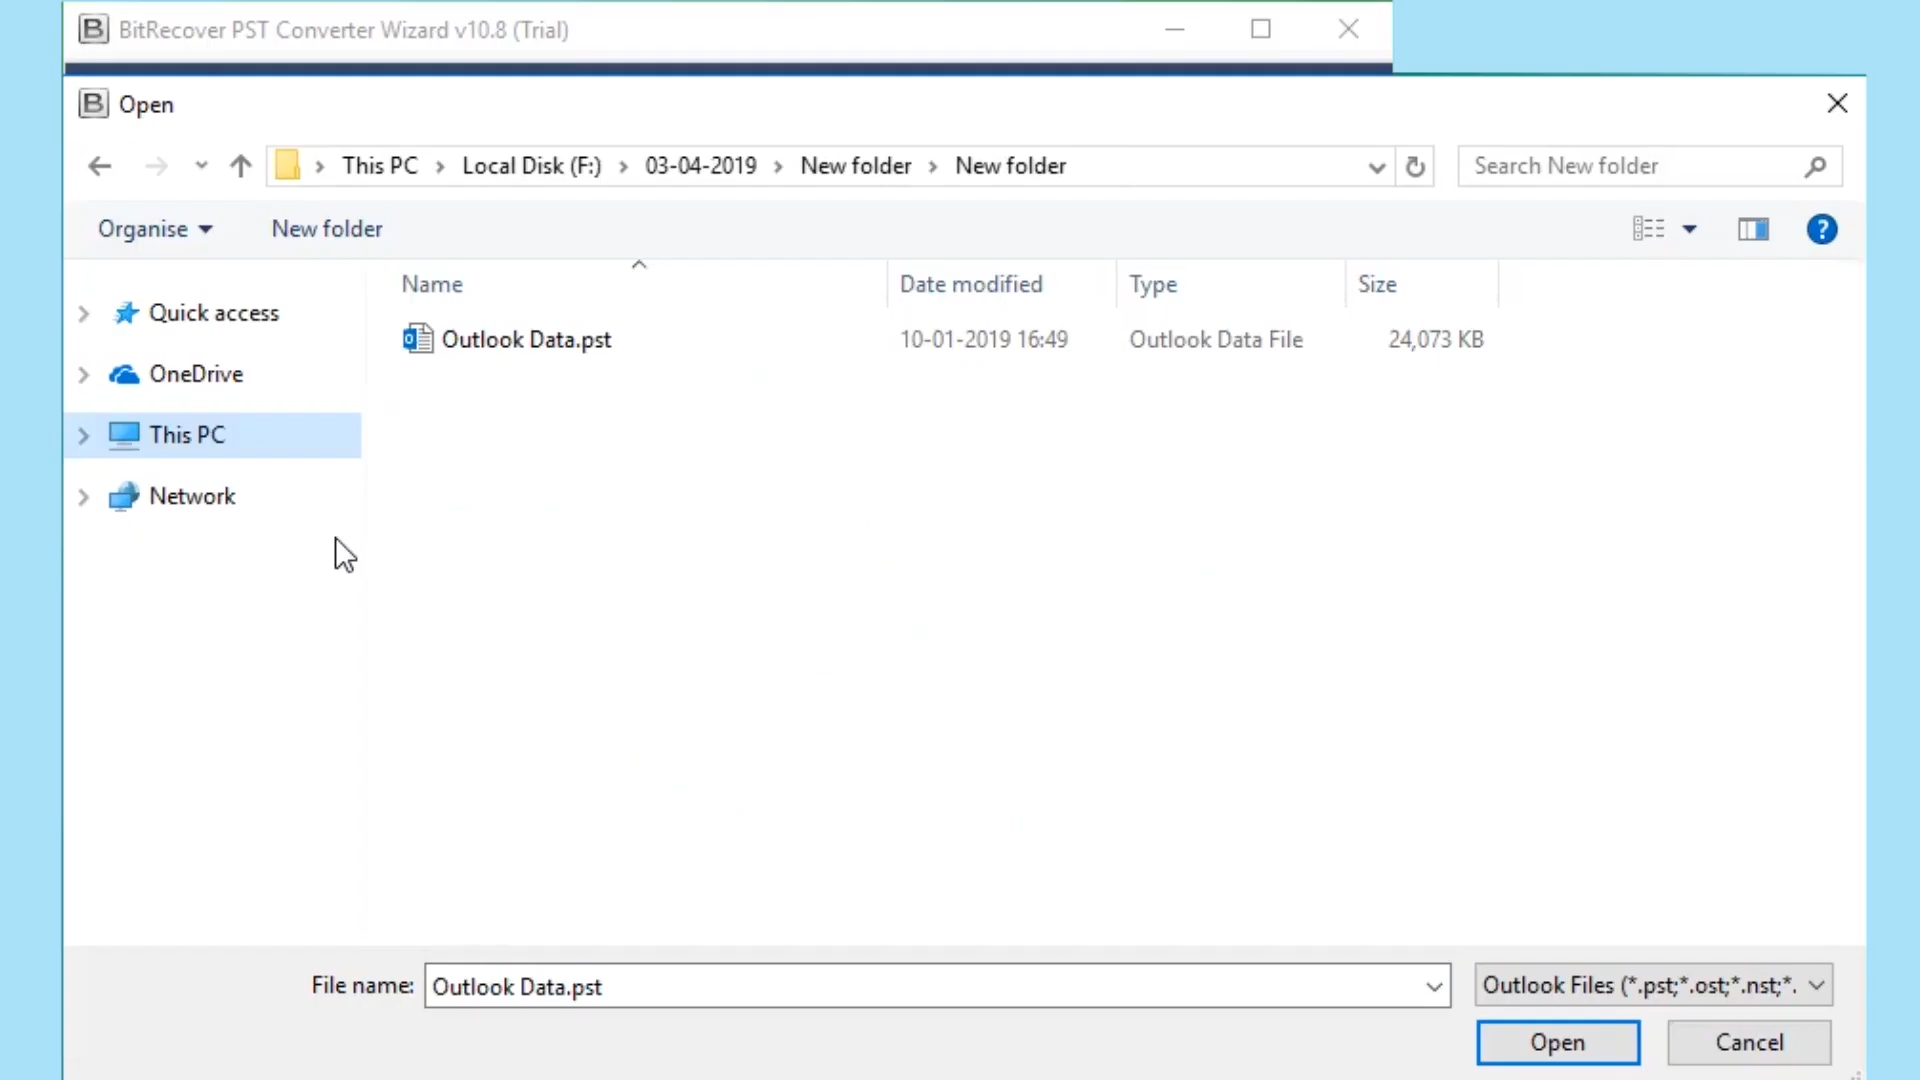 BitRecover PST Converter Wizard v10.8 (Trial)
Open
This PC Local Disk (F:) 03-04-2019 New folder New folder
Search New folder
Organise New folder
?
Name Date modified Type Size
Outlook Data.pst 10-01-2019 16:49 Outlook Data File 24,073 KB
Quick access
OneDrive
This PC
Network
File name: Outlook Data.pst
Outlook Files (*.pst;*.ost;*.nst;*.
Open Cancel